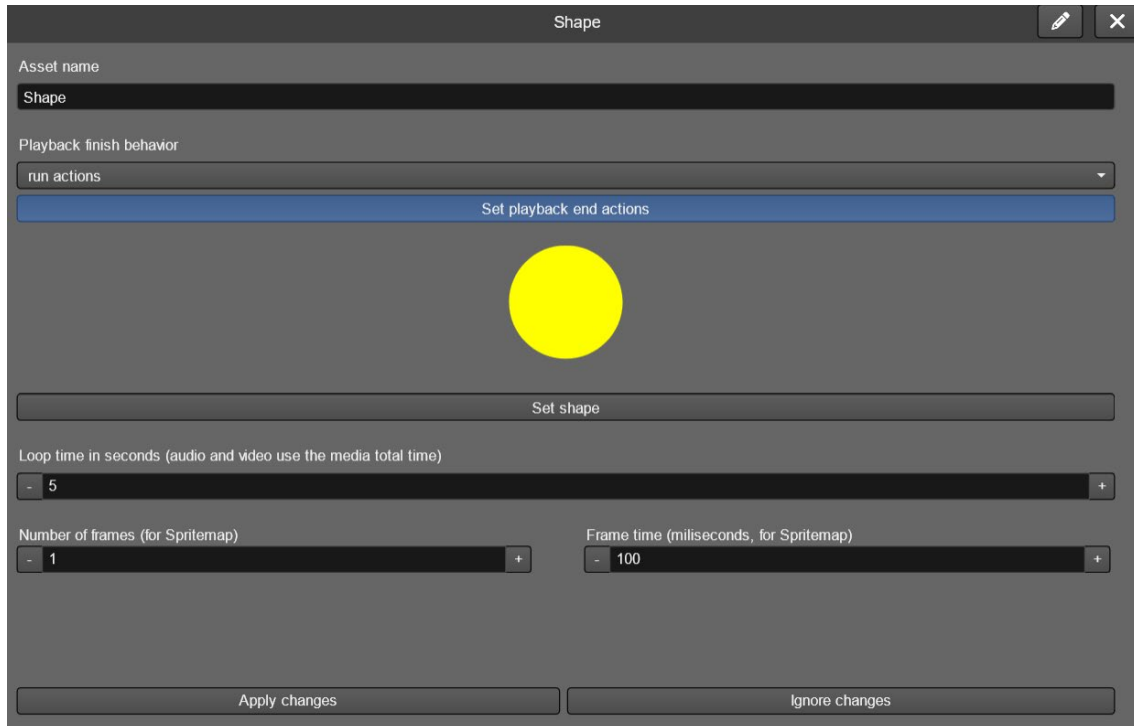 Shape
Asset name
Shape
Playback finish behavior
run actions
Set playback end actions
Set shape
Loop time in seconds (audio and video use the media total time)
- 5 +
Number of frames (for Spritemap) Frame time (miliseconds, for Spritemap)
- 1 + - 100 +
Apply changes Ignore changes